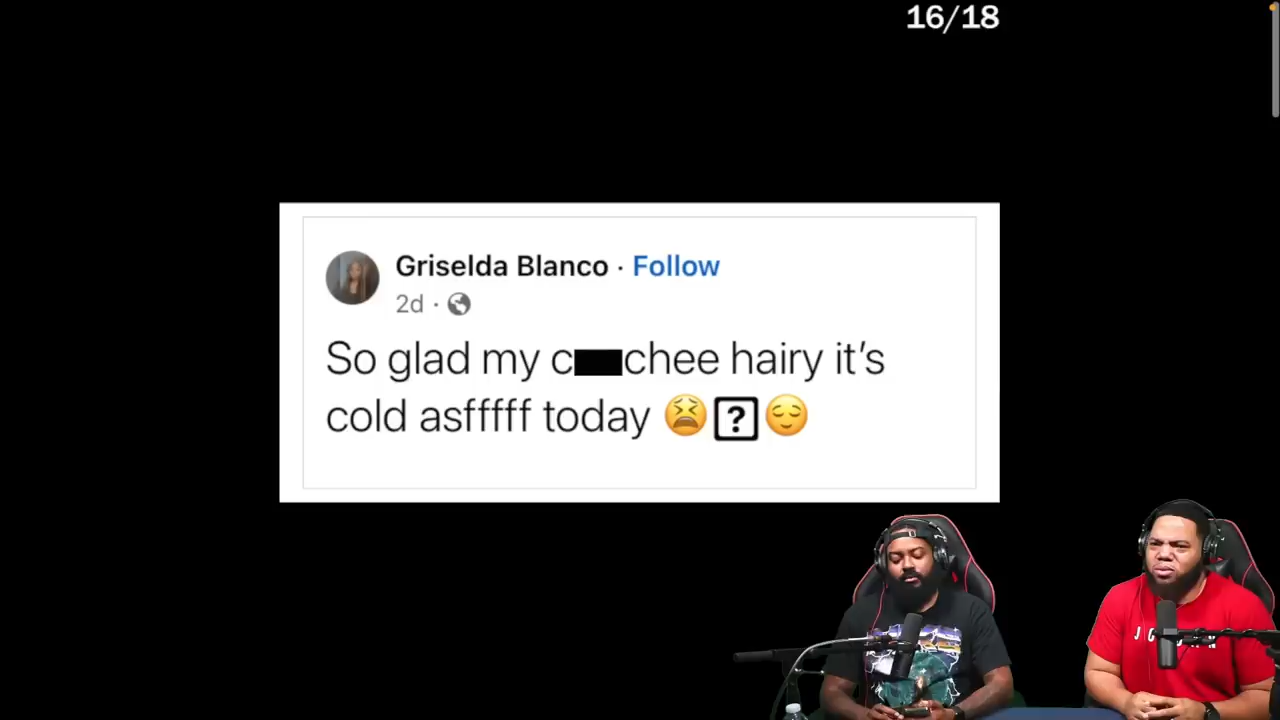 16/18
Griselda Blanco · Follow
2d ·
So glad my c chee hairy it’s
cold asfffff today 😫⍰😌